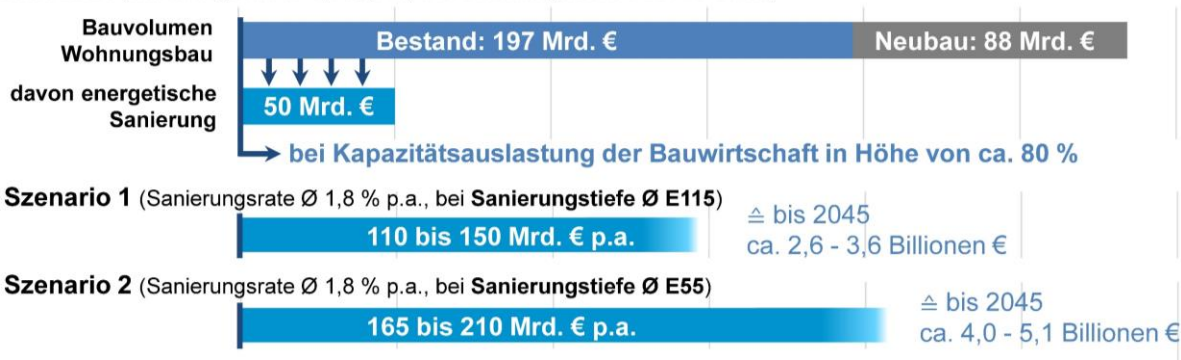 Bauvolumen
Wohnungsbau
Bestand: 197 Mrd. €
Neubau: 88 Mrd. €
davon energetische
Sanierung
50 Mrd. €
bei Kapazitätsauslastung der Bauwirtschaft in Höhe von ca. 80 %
Szenario 1 (Sanierungsrate Ø 1,8 % p.a., bei Sanierungstiefe Ø E115)
110 bis 150 Mrd. € p.a.
≙ bis 2045
ca. 2,6 - 3,6 Billionen €
Szenario 2 (Sanierungsrate Ø 1,8 % p.a., bei Sanierungstiefe Ø E55)
165 bis 210 Mrd. € p.a.
≙ bis 2045
ca. 4,0 - 5,1 Billionen €